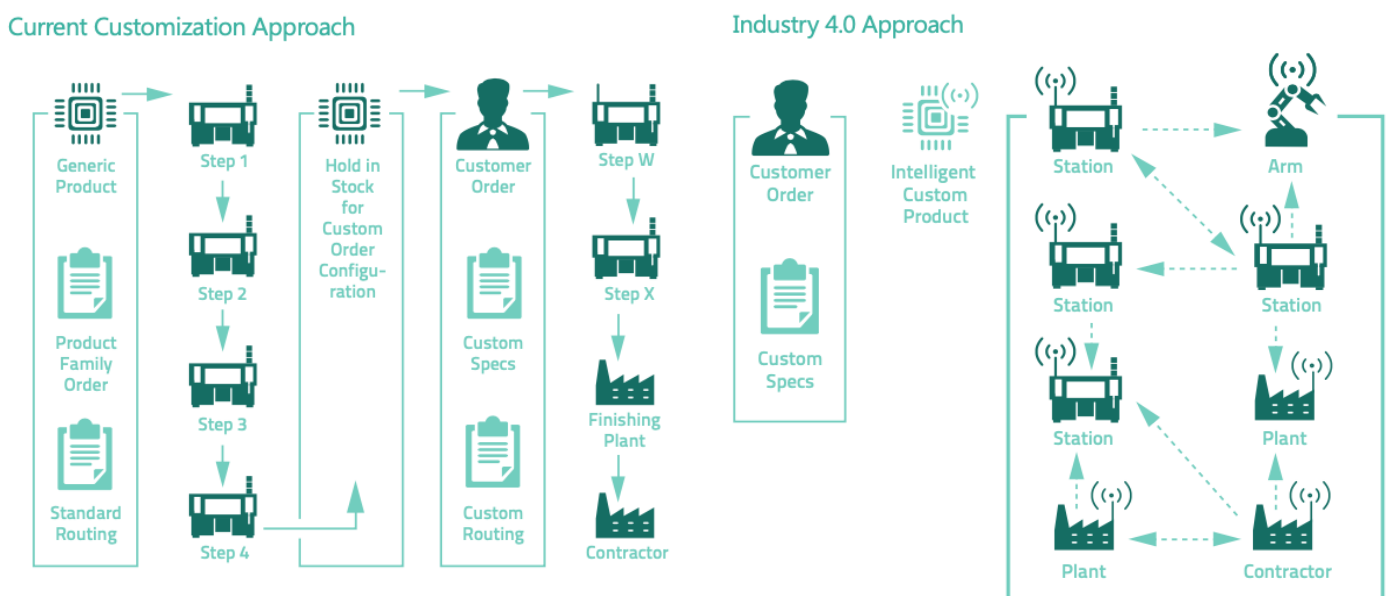 Current Customization Approach
Generic
Product
Product
Family
Order
Standard
Routing
Step 1
Step 2
Step 3
Step 4
Hold in
Stock
for
Custom
Order
Configu-
ration
Customer
Order
Custom
Specs
Custom
Routing
Step W
Step X
Finishing
Plant
Contractor
Industry 4.0 Approach
Customer
Order
Custom
Specs
Intelligent
Custom
Product
Station
Arm
Station
Station
Station
Plant
Plant
Contractor